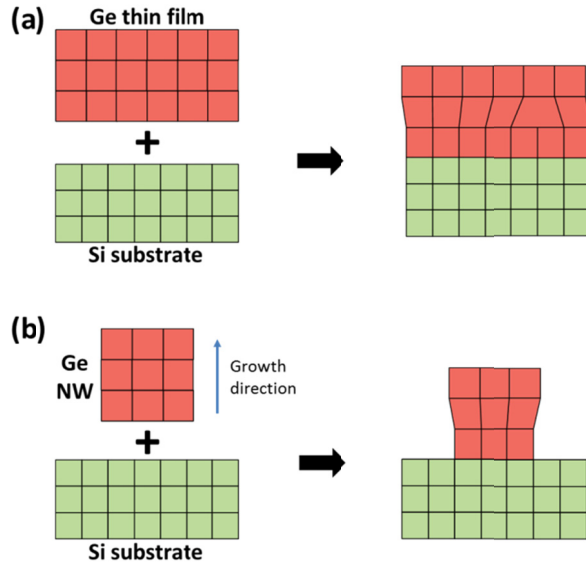 (a)
Ge thin film
+
Si substrate
(b)
Ge
NW
Growth
direction
+
Si substrate